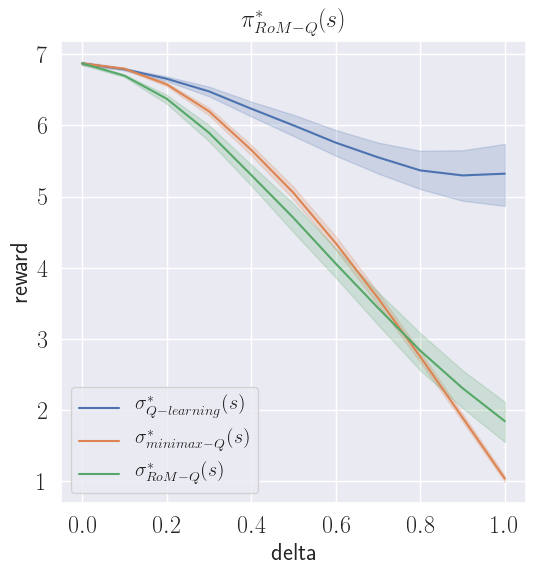 π*RoM−Q(s)
7
6
5
4
3
2
1
reward
σ*Q−learning(s)
σ*minimax−Q(s)
σ*RoM−Q(s)
0.0 0.2 0.4 0.6 0.8 1.0
delta